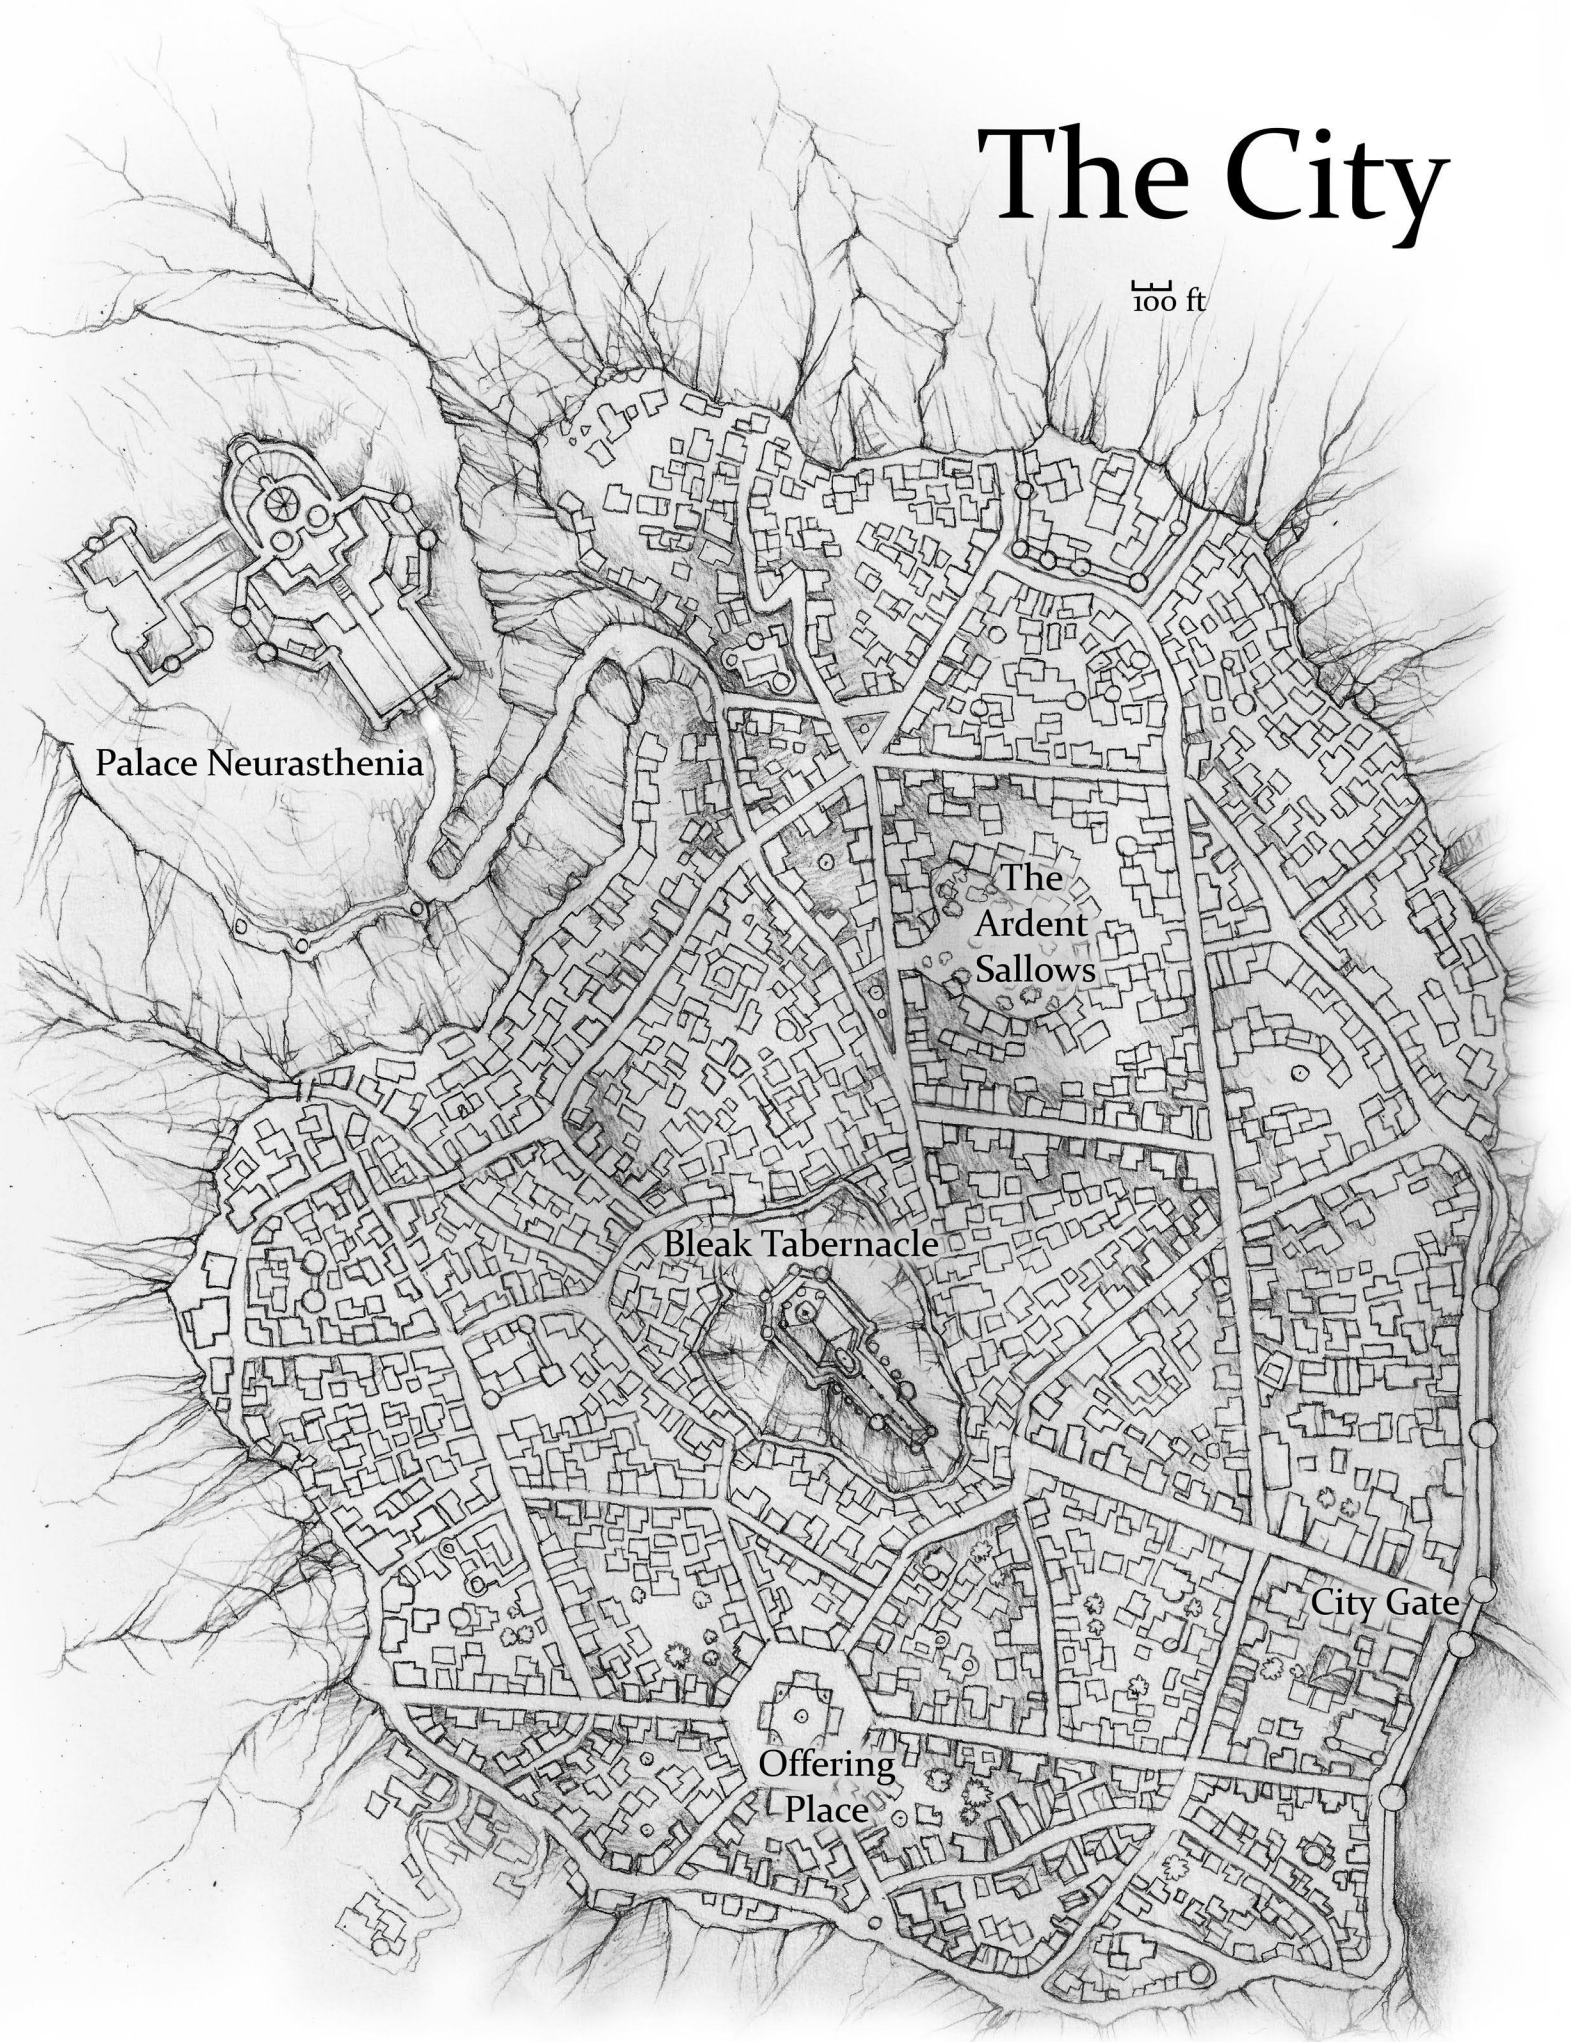 The City
100 ft
Palace Neurasthenia
The
Ardent
Sallows
Bleak Tabernacle
City Gate
Offering
Place